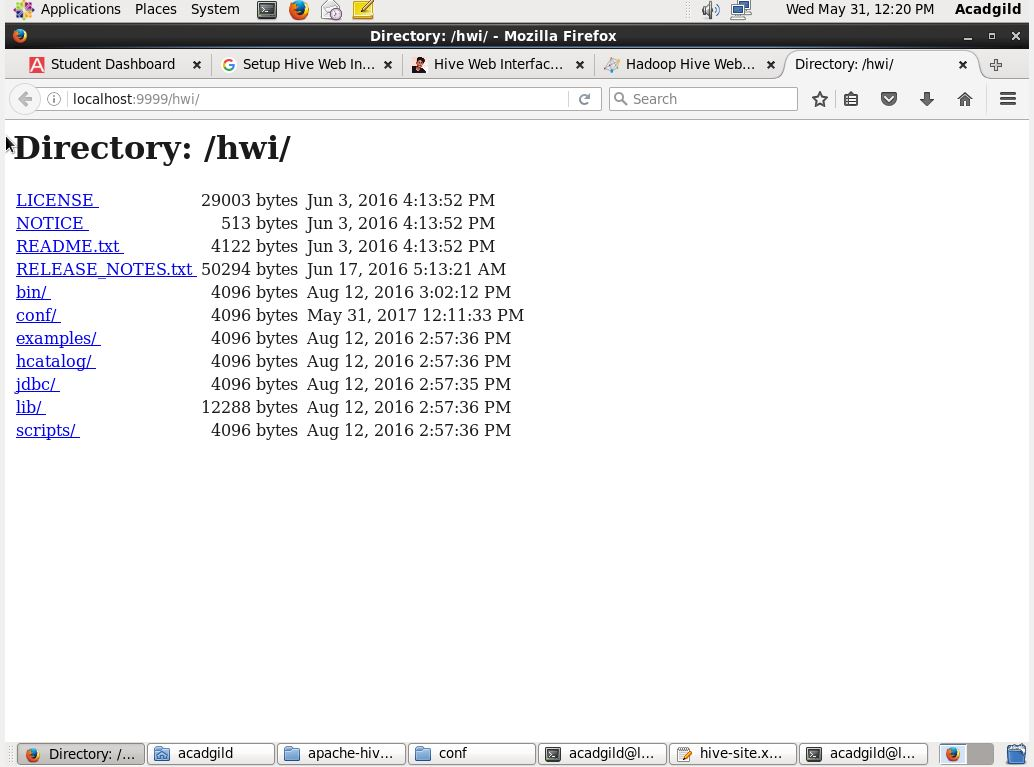 Applications Places System Wed May 31, 12:20 PM Acadgild
Directory: /hwi/ - Mozilla Firefox
Student Dashboard Setup Hive Web In... Hive Web Interfac... Hadoop Hive Web... Directory: /hwi/
localhost:9999/hwi/ Search
Directory: /hwi/
LICENSE 29003 bytes Jun 3, 2016 4:13:52 PM
NOTICE 513 bytes Jun 3, 2016 4:13:52 PM
README.txt 4122 bytes Jun 3, 2016 4:13:52 PM
RELEASE_NOTES.txt 50294 bytes Jun 17, 2016 5:13:21 AM
bin/ 4096 bytes Aug 12, 2016 3:02:12 PM
conf/ 4096 bytes May 31, 2017 12:11:33 PM
examples/ 4096 bytes Aug 12, 2016 2:57:36 PM
hcatalog/ 4096 bytes Aug 12, 2016 2:57:36 PM
jdbc/ 4096 bytes Aug 12, 2016 2:57:35 PM
lib/ 12288 bytes Aug 12, 2016 2:57:36 PM
scripts/ 4096 bytes Aug 12, 2016 2:57:36 PM
Directory: /... acadgild apache-hiv... conf acadgild@l... hive-site.x... acadgild@l...